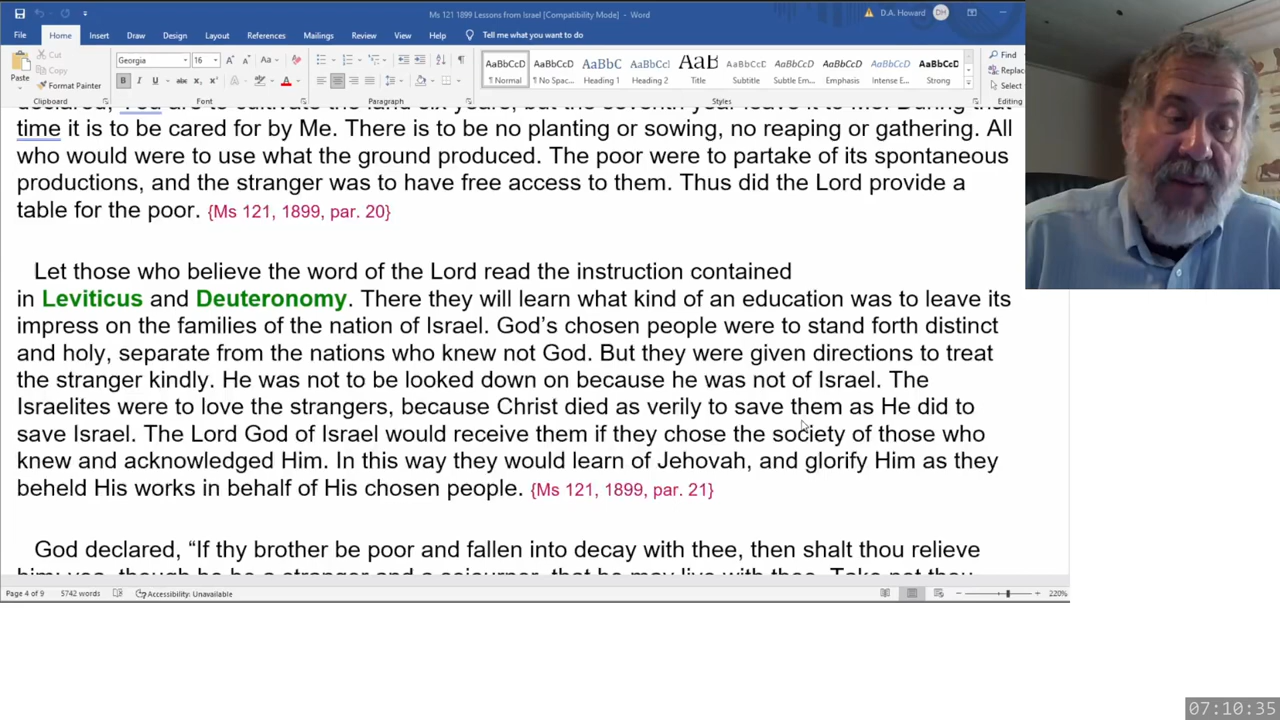 Ms 121 1899 Lessons from Israel [Compatibility Mode] - Word
D.A. Howard
DH
File Home Insert Draw Design Layout References Mailings Review View Help Tell me what you want to do
Paste
Cut
Copy
Format Painter
Clipboard
Georgia 16
Font
Paragraph
AaBbCcD AaBbCcD AaBbCc AaBbCcD AaB AaBbCcD AaBbCcD AaBbCcD AaBbCcD AaBbCcD
¶ Normal ¶ No Spac... Heading 1 Heading 2 Title Subtitle Subtle Em... Emphasis Intense E... Strong
Styles
Find
Replac
Select
Editing
time it is to be cared for by Me. There is to be no planting or sowing, no reaping or gathering. All
who would were to use what the ground produced. The poor were to partake of its spontaneous
productions, and the stranger was to have free access to them. Thus did the Lord provide a
table for the poor. {Ms 121, 1899, par. 20}
Let those who believe the word of the Lord read the instruction contained
in Leviticus and Deuteronomy. There they will learn what kind of an education was to leave its
impress on the families of the nation of Israel. God’s chosen people were to stand forth distinct
and holy, separate from the nations who knew not God. But they were given directions to treat
the stranger kindly. He was not to be looked down on because he was not of Israel. The
Israelites were to love the strangers, because Christ died as verily to save them as He did to
save Israel. The Lord God of Israel would receive them if they chose the society of those who
knew and acknowledged Him. In this way they would learn of Jehovah, and glorify Him as they
beheld His works in behalf of His chosen people. {Ms 121, 1899, par. 21}
God declared, “If thy brother be poor and fallen into decay with thee, then shalt thou relieve
Page 4 of 9 5742 words Accessibility: Unavailable 220%
07:10:35